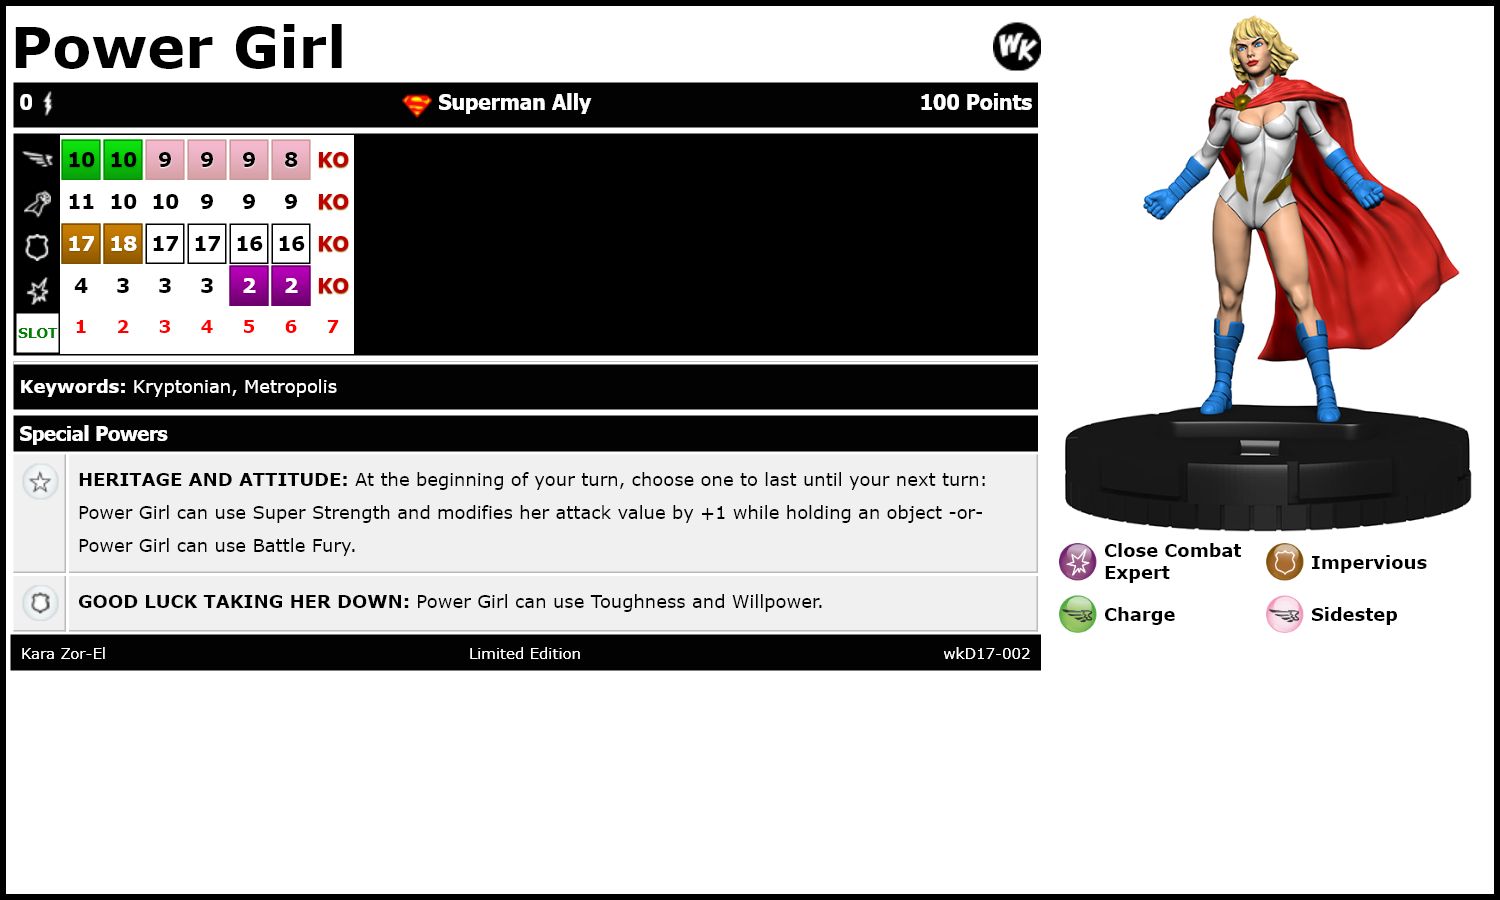 Power Girl
WK
0 Superman Ally 100 Points
10 10 9 9 9 8 KO
11 10 10 9 9 9 KO
17 18 17 17 16 16 KO
4 3 3 3 2 2 KO
SLOT 1 2 3 4 5 6 7
Keywords: Kryptonian, Metropolis
Special Powers
HERITAGE AND ATTITUDE: At the beginning of your turn, choose one to last until your next turn:
Power Girl can use Super Strength and modifies her attack value by +1 while holding an object -or-
Power Girl can use Battle Fury.
GOOD LUCK TAKING HER DOWN: Power Girl can use Toughness and Willpower.
Kara Zor-El Limited Edition wkD17-002
Close Combat
Expert
Impervious
Charge
Sidestep